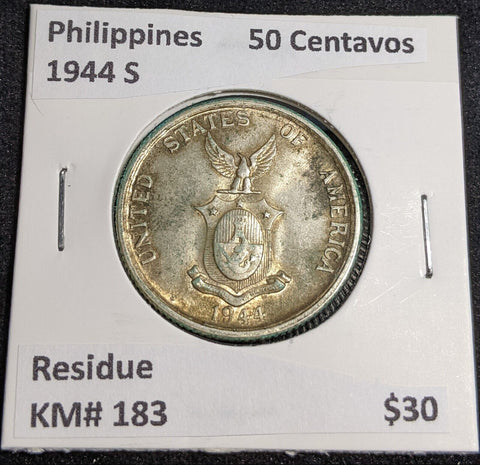 Philippines 50 Centavos
1944 S
UNITED STATES OF AMERICA
1944
Residue
KM# 183 $30